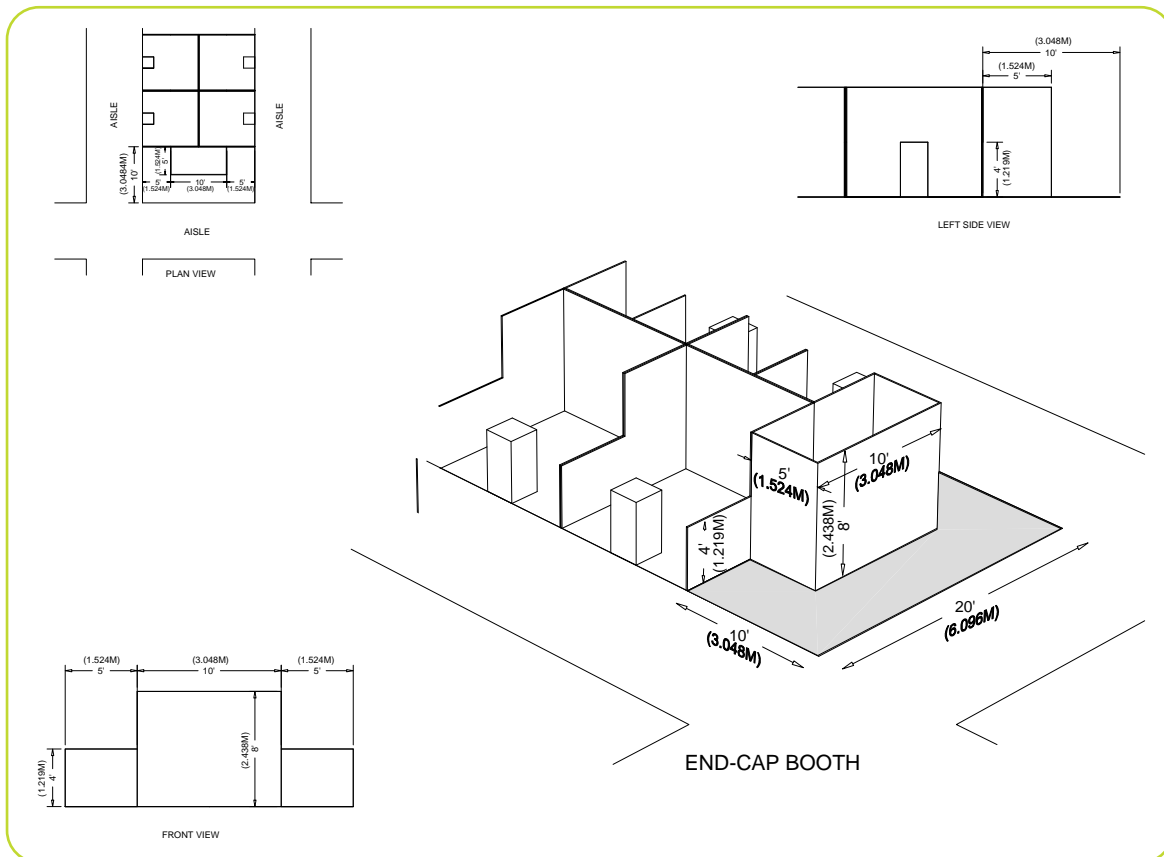 AISLE
AISLE
(3.0484M)
10'
(1.524M)
5'
5'
10'
5'
(1.524M)
(3.048M)
(1.524M)
AISLE
PLAN VIEW
(3.048M)
10'
(1.524M)
5'
4'
(1.219M)
LEFT SIDE VIEW
5'
(1.524M)
10'
(3.048M)
(2.438M)
8'
4'
(1.219M)
10'
(3.048M)
20'
(6.096M)
END-CAP BOOTH
(1.524M)
(3.048M)
(1.524M)
5'
10'
5'
(1.219M)
4'
(2.438M)
8'
FRONT VIEW